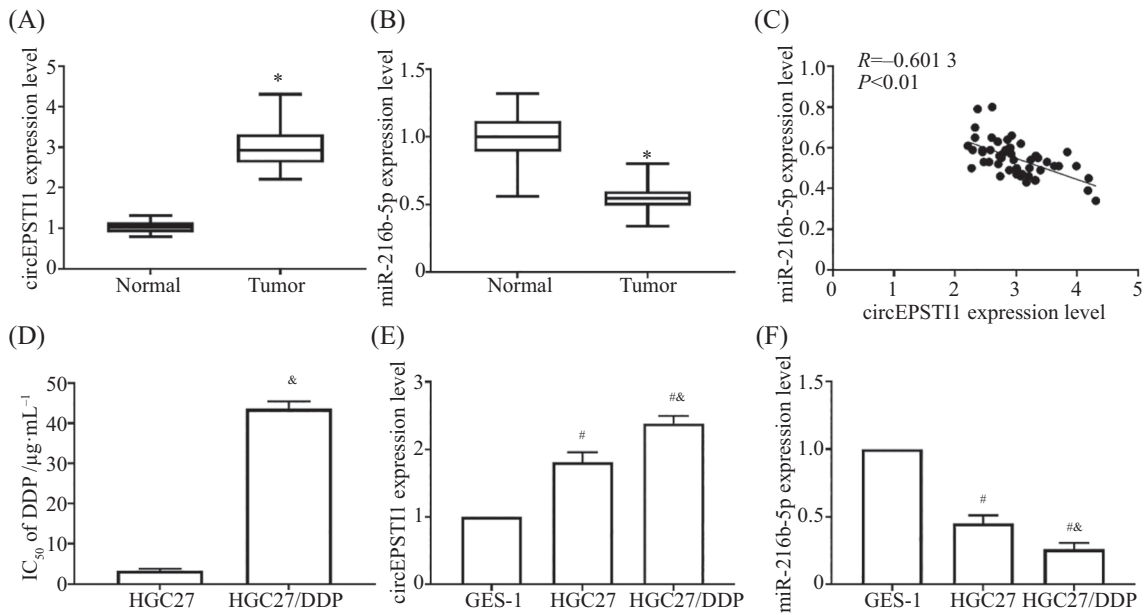 (A)
circEPSTI1 expression level
5
4
3
2
1
0
*
Normal Tumor
(B)
miR-216b-5p expression level
1.5
1.0
0.5
0.0
*
Normal Tumor
(C)
miR-216b-5p expression level
1.0
0.8
0.6
0.4
0.2
0.0
R=–0.601 3
P<0.01
0 1 2 3 4 5
circEPSTI1 expression level
(D)
IC50 of DDP /μg·mL–1
50
40
30
20
10
0
&
HGC27 HGC27/DDP
(E)
circEPSTI1 expression level
3
2
1
0
#
#&
GES-1 HGC27 HGC27/DDP
(F)
miR-216b-5p expression level
1.5
1.0
0.5
0.0
#
#&
GES-1 HGC27 HGC27/DDP